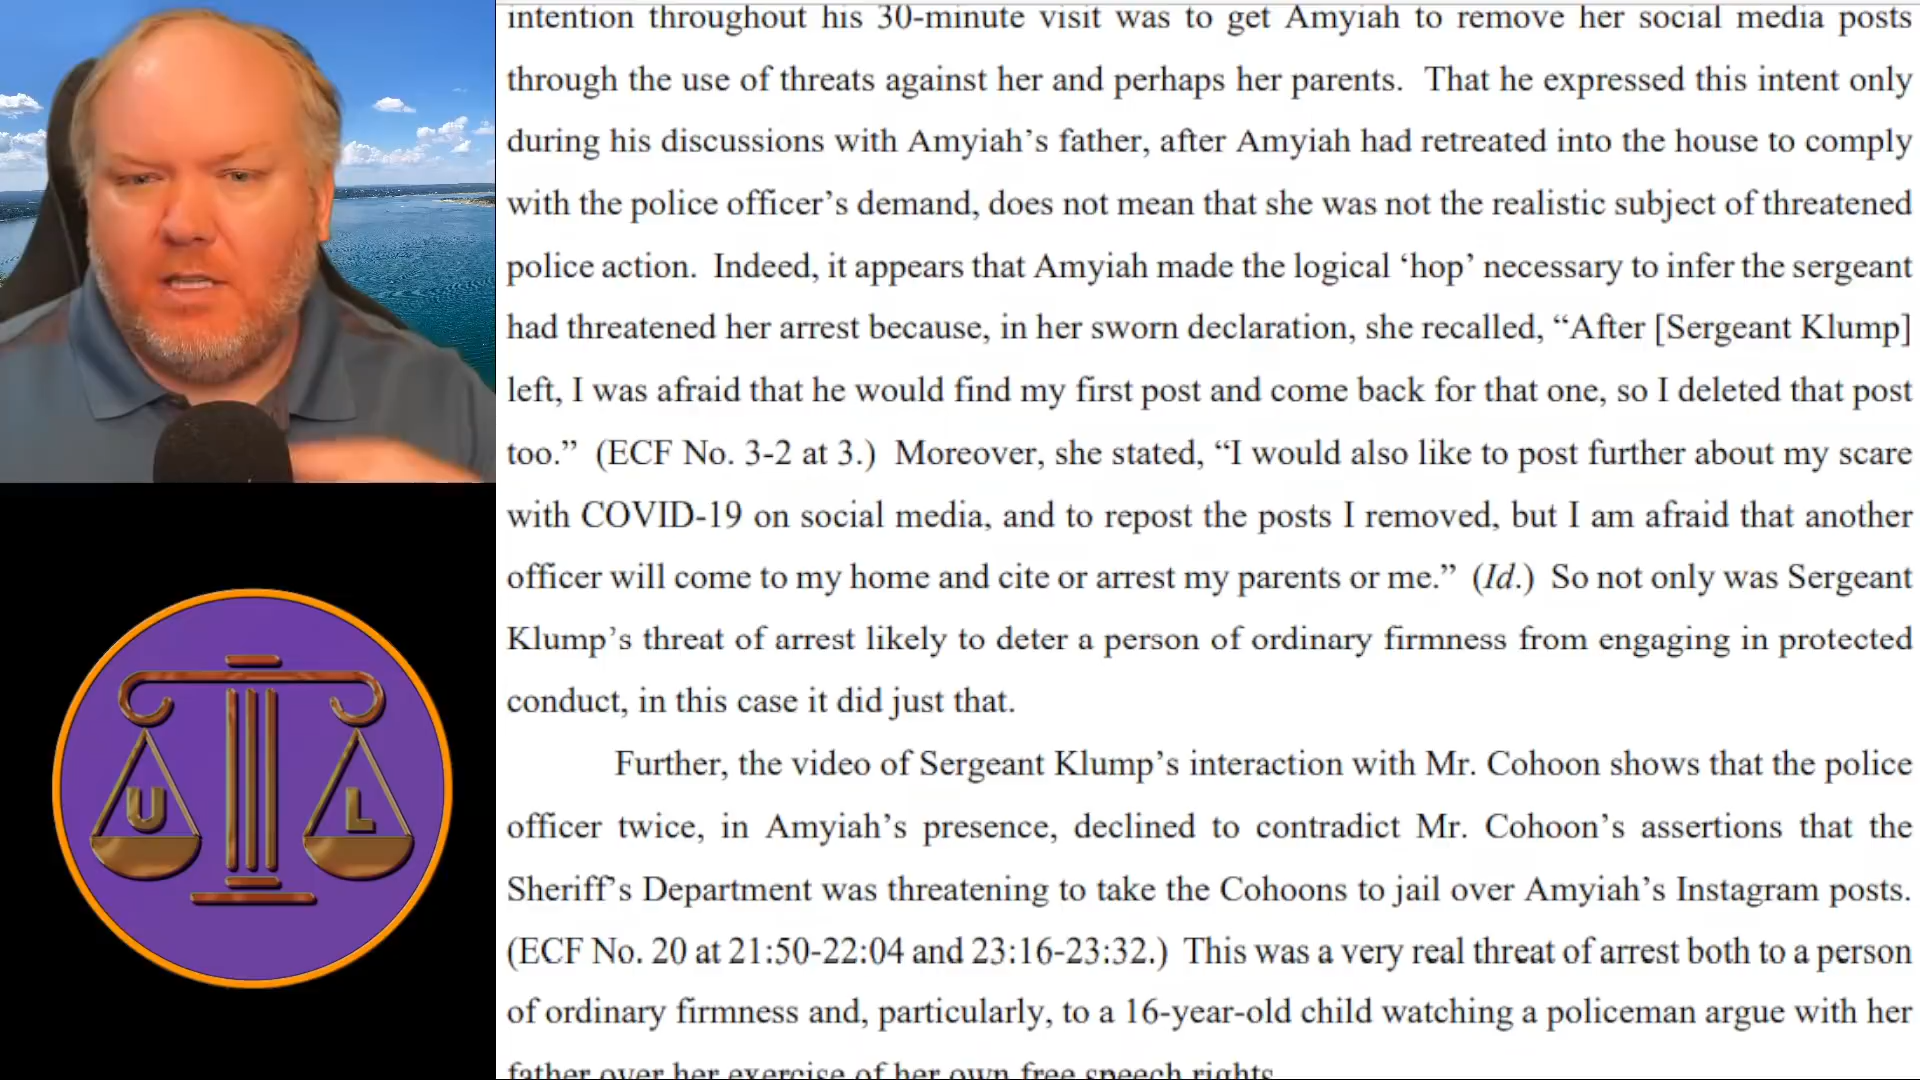 intention throughout his 30-minute visit was to get Amyiah to remove her social media posts
through the use of threats against her and perhaps her parents. That he expressed this intent only
during his discussions with Amyiah’s father, after Amyiah had retreated into the house to comply
with the police officer’s demand, does not mean that she was not the realistic subject of threatened
police action. Indeed, it appears that Amyiah made the logical ‘hop’ necessary to infer the sergeant
had threatened her arrest because, in her sworn declaration, she recalled, “After [Sergeant Klump]
left, I was afraid that he would find my first post and come back for that one, so I deleted that post
too.” (ECF No. 3-2 at 3.) Moreover, she stated, “I would also like to post further about my scare
with COVID-19 on social media, and to repost the posts I removed, but I am afraid that another
officer will come to my home and cite or arrest my parents or me.” (Id.) So not only was Sergeant
Klump’s threat of arrest likely to deter a person of ordinary firmness from engaging in protected
conduct, in this case it did just that.
Further, the video of Sergeant Klump’s interaction with Mr. Cohoon shows that the police
officer twice, in Amyiah’s presence, declined to contradict Mr. Cohoon’s assertions that the
Sheriff’s Department was threatening to take the Cohoons to jail over Amyiah’s Instagram posts.
(ECF No. 20 at 21:50-22:04 and 23:16-23:32.) This was a very real threat of arrest both to a person
of ordinary firmness and, particularly, to a 16-year-old child watching a policeman argue with her
father over her exercise of her own free speech rights.
U L